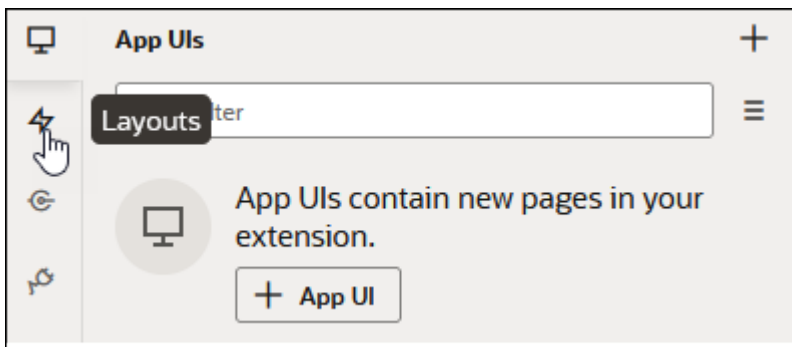 App UIs
Layouts
lter
App UIs contain new pages in your
extension.
+ App UI